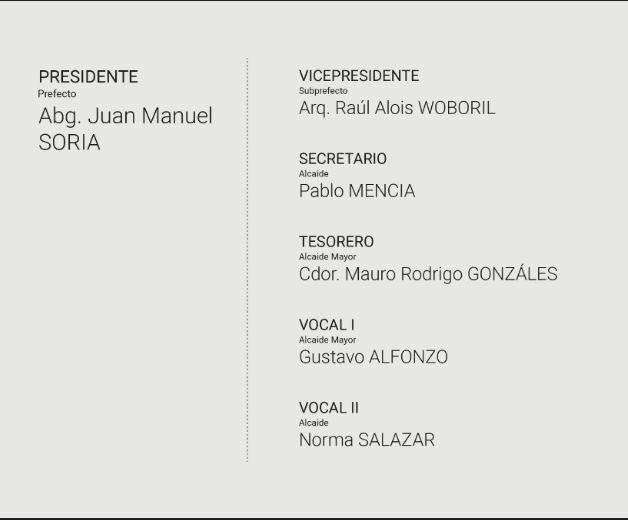 PRESIDENTE
Prefecto
Abg. Juan Manuel
SORIA
VICEPRESIDENTE
Subprefecto
Arq. Raúl Alois WOBORIL
SECRETARIO
Alcaide
Pablo MENCIA
TESORERO
Alcaide Mayor
Cdor. Mauro Rodrigo GONZÁLES
VOCAL I
Alcaide Mayor
Gustavo ALFONZO
VOCAL II
Alcaide
Norma SALAZAR